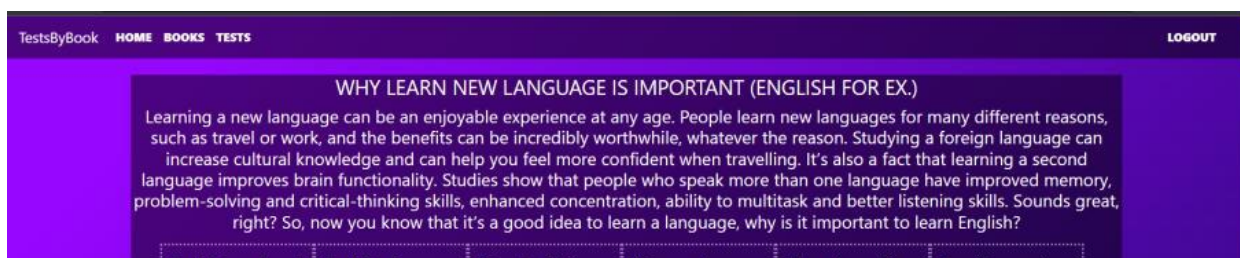 TestsByBook HOME BOOKS TESTS LOGOUT
WHY LEARN NEW LANGUAGE IS IMPORTANT (ENGLISH FOR EX.)
Learning a new language can be an enjoyable experience at any age. People learn new languages for many different reasons,
such as travel or work, and the benefits can be incredibly worthwhile, whatever the reason. Studying a foreign language can
increase cultural knowledge and can help you feel more confident when travelling. It's also a fact that learning a second
language improves brain functionality. Studies show that people who speak more than one language have improved memory,
problem-solving and critical-thinking skills, enhanced concentration, ability to multitask and better listening skills. Sounds great,
right? So, now you know that it's a good idea to learn a language, why is it important to learn English?